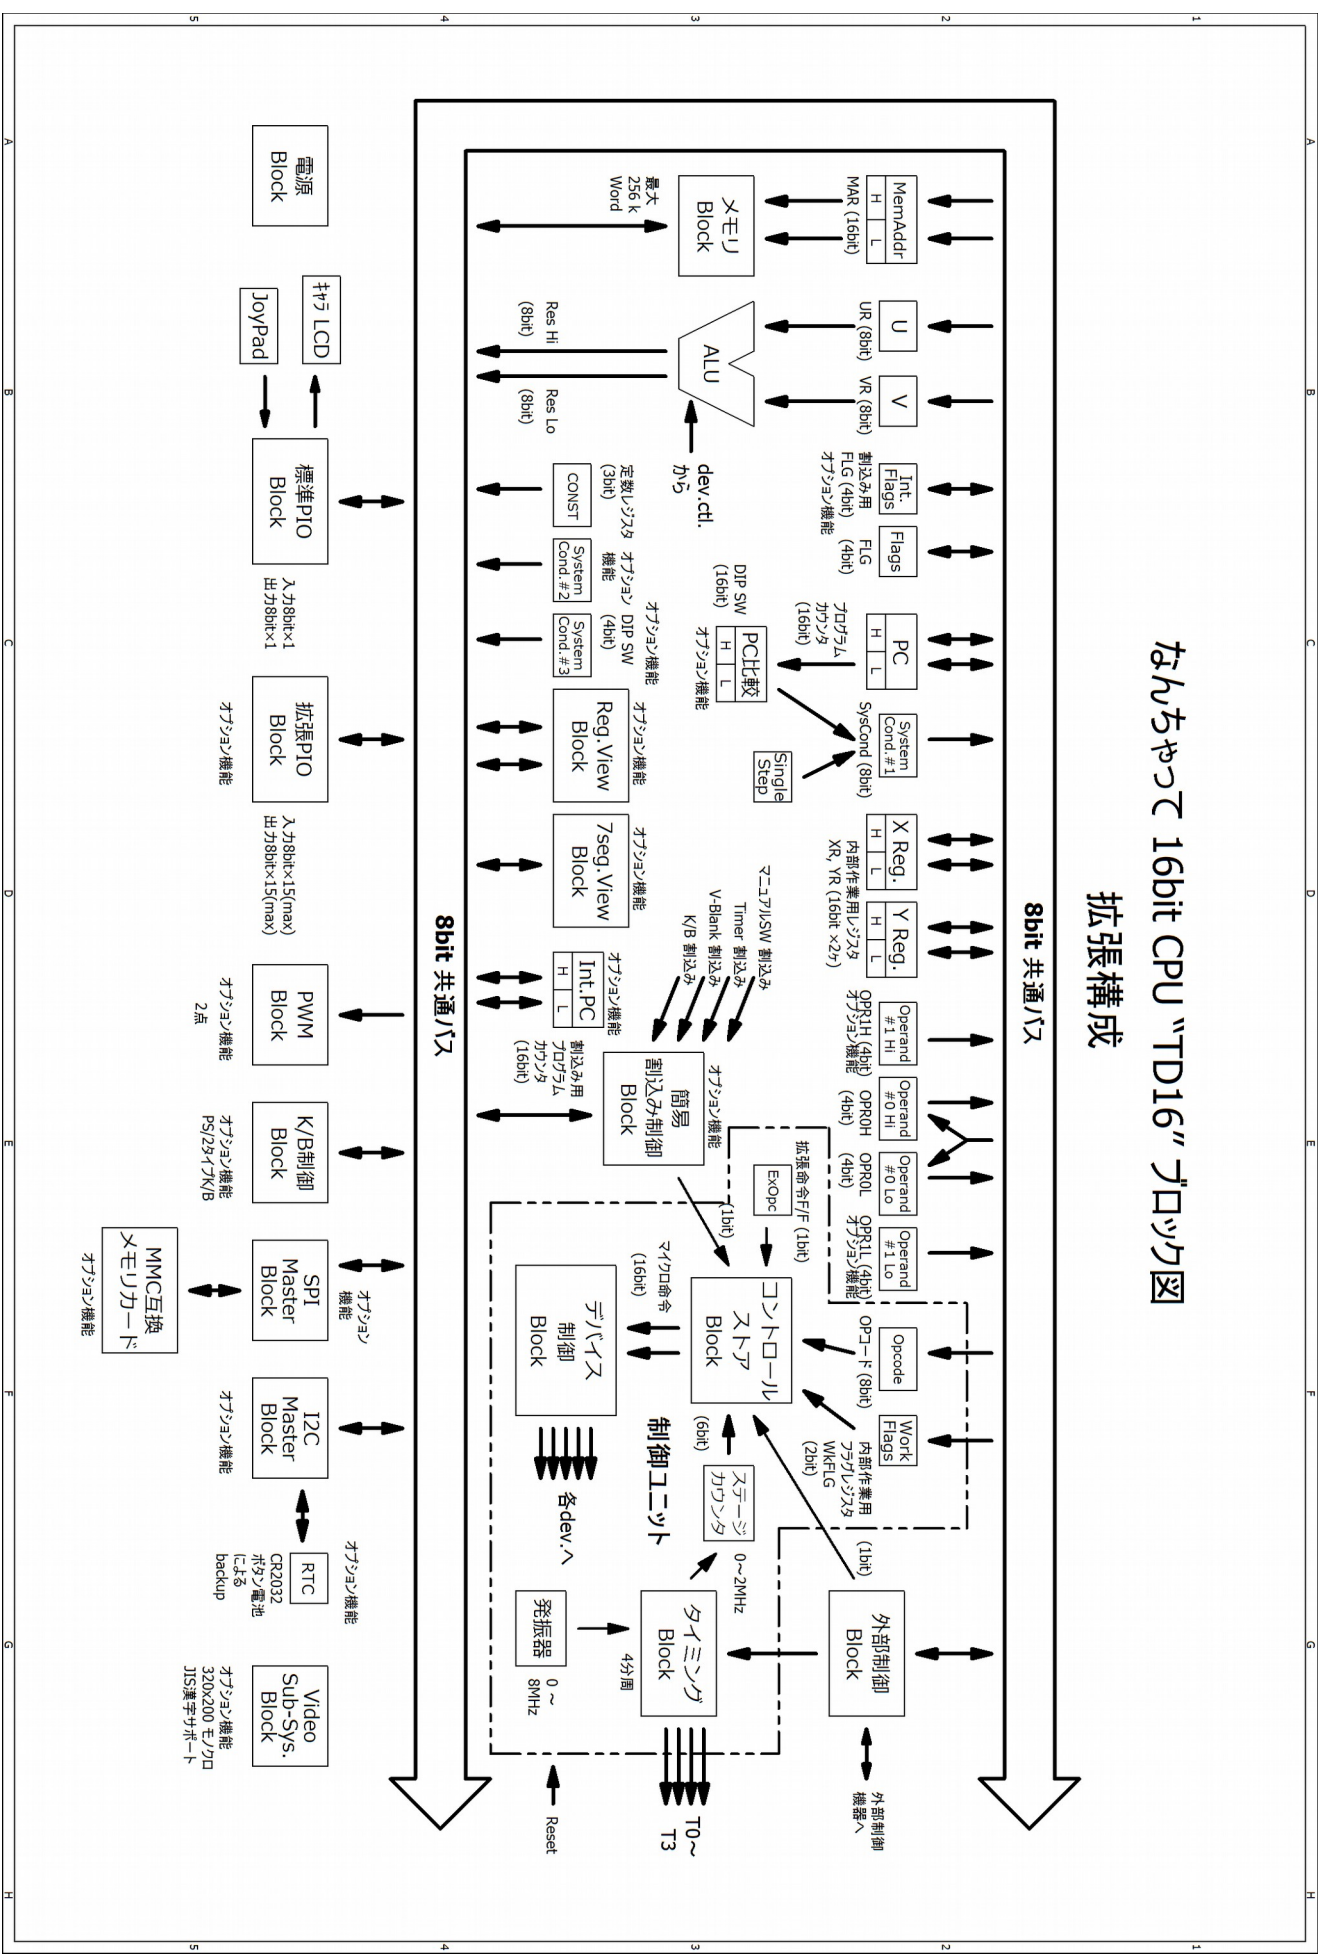 なんちゃって 16bit CPU “TD16” ブロック図
拡張構成
8bit 共通バス
MemAddr
H L
MAR (16bit)
U
UR (8bit)
V
VR (8bit)
Int.
Flags
割込み用
FLG (4bit)
オプション機能
Flags
FLG
(4bit)
PC
H L
プログラム
カウンタ
(16bit)
System
Cond.#1
SysCond (8bit)
X Reg.
H L
Y Reg.
H L
内部作業用レジスタ
XR, YR (16bit ×2ケ)
Operand
#1 Hi
OPR1H (4bit)
オプション機能
Operand
#0 Hi
OPR0H
(4bit)
Operand
#0 Lo
OPR0L
(4bit)
Operand
#1 Lo
OPR1L (4bit)
オプション機能
Opcode
OPコード (8bit)
Work
Flags
内部作業用
フラグレジスタ
WkFLG
(2bit)
(1bit)
外部制御
Block
外部制御
機器へ
メモリ
Block
最大
256 k
Word
ALU
Res Hi
(8bit)
Res Lo
(8bit)
dev.ctl.
から
DIP SW
(16bit)
PC比較
H L
オプション機能
Single
Step
CONST
定数レジスタ
(3bit)
System
Cond.#2
オプション
機能
System
Cond.#3
オプション機能
DIP SW
(4bit)
オプション機能
Reg.View
Block
オプション機能
7seg.View
Block
マニュアルSW 割込み
Timer 割込み
V-Blank 割込み
K/B 割込み
オプション機能
Int.PC
H L
割込み用
プログラム
カウンタ
(16bit)
オプション機能
簡易
割込み制御
Block
(1bit)
拡張命令F/F (1bit)
ExOpc
コントロール
ストア
Block
マイクロ命令
(16bit)
デバイス
制御
Block
各dev.へ
制御ユニット
(6bit)
ステージ
カウンタ
0～2MHz
タイミング
Block
4分周
発振器
0～
8MHz
T0～
T3
Reset
8bit 共通バス
電源
Block
ｷｬﾗ LCD
JoyPad
標準PIO
Block
入力8bit×1
出力8bit×1
拡張PIO
Block
オプション機能
入力8bit×15(max)
出力8bit×15(max)
PWM
Block
オプション機能
2点
K/B制御
Block
オプション機能
PS/2タイプK/B
SPI
Master
Block
オプション
機能
MMC互換
メモリカード
オプション機能
I2C
Master
Block
オプション機能
オプション機能
RTC
CR2032
ボタン電池
による
backup
Video
Sub-Sys.
Block
オプション機能
320x200 モノクロ
JIS漢字サポート
A B C D E F G H
A B C D E F G H
1 2 3 4 5
1 2 3 4 5